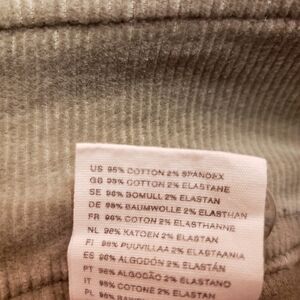 US 98% COTTON 2% SPANDEX
GB 98% COTTON 2% ELASTANE
SE 98% BOMULL 2% ELASTAN
DE 98% BAUMWOLLE 2% ELASTHAN
FR 98% COTON 2% ELASTHANNE
NL 98% KATOEN 2% ELASTAN
FI 98% PUUVILLAA 2% ELASTAANIA
ES 98% ALGODÓN 2% ELASTÁN
PT 98% ALGODÃO 2% ELASTANO
IT 98% COTONE 2% ELASTAN
PL